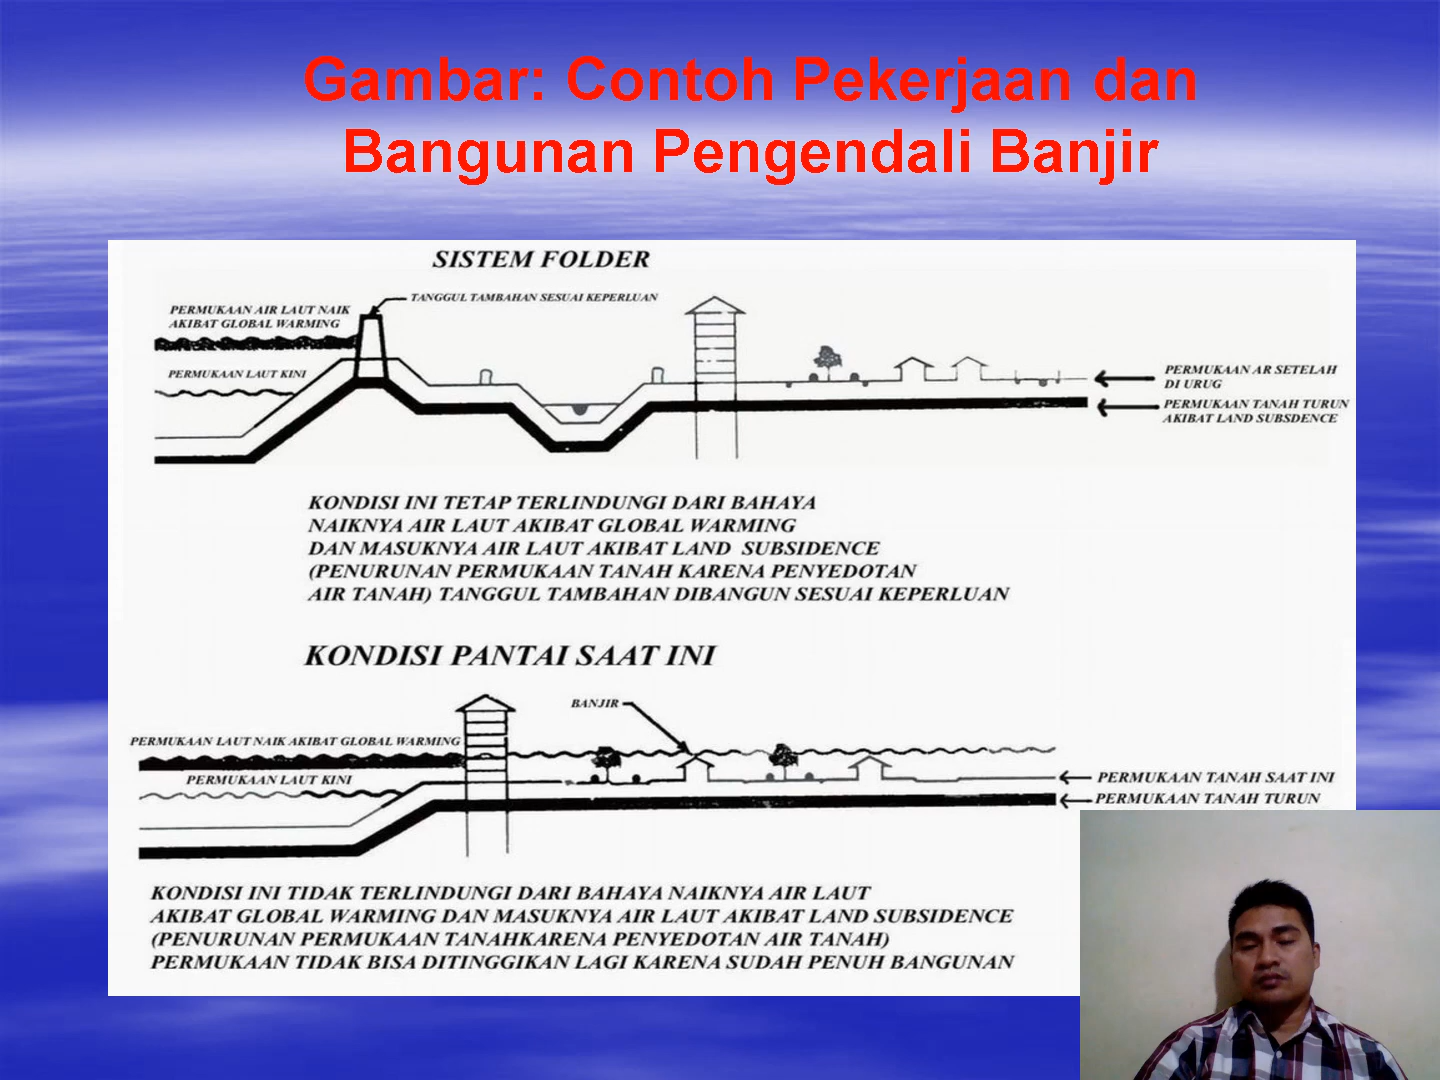 Gambar: Contoh Pekerjaan dan
Bangunan Pengendali Banjir
SISTEM FOLDER
TANGGUL TAMBAHAN SESUAI KEPERLUAN
PERMUKAAN AIR LAUT NAIK
AKIBAT GLOBAL WARMING
PERMUKAAN LAUT KINI
PERMUKAAN AR SETELAH
DI URUG
PERMUKAAN TANAH TURUN
AKIBAT LAND SUBSDENCE
KONDISI INI TETAP TERLINDUNGI DARI BAHAYA
NAIKNYA AIR LAUT AKIBAT GLOBAL WARMING
DAN MASUKNYA AIR LAUT AKIBAT LAND SUBSIDENCE
(PENURUNAN PERMUKAAN TANAH KARENA PENYEDOTAN
AIR TANAH) TANGGUL TAMBAHAN DIBANGUN SESUAI KEPERLUAN
KONDISI PANTAI SAAT INI
BANJIR
PERMUKAAN LAUT NAIK AKIBAT GLOBAL WARMING
PERMUKAAN LAUT KINI
PERMUKAAN TANAH SAAT INI
PERMUKAAN TANAH TURUN
KONDISI INI TIDAK TERLINDUNGI DARI BAHAYA NAIKNYA AIR LAUT
AKIBAT GLOBAL WARMING DAN MASUKNYA AIR LAUT AKIBAT LAND SUBSIDENCE
(PENURUNAN PERMUKAAN TANAHKARENA PENYEDOTAN AIR TANAH)
PERMUKAAN TIDAK BISA DITINGGIKAN LAGI KARENA SUDAH PENUH BANGUNAN